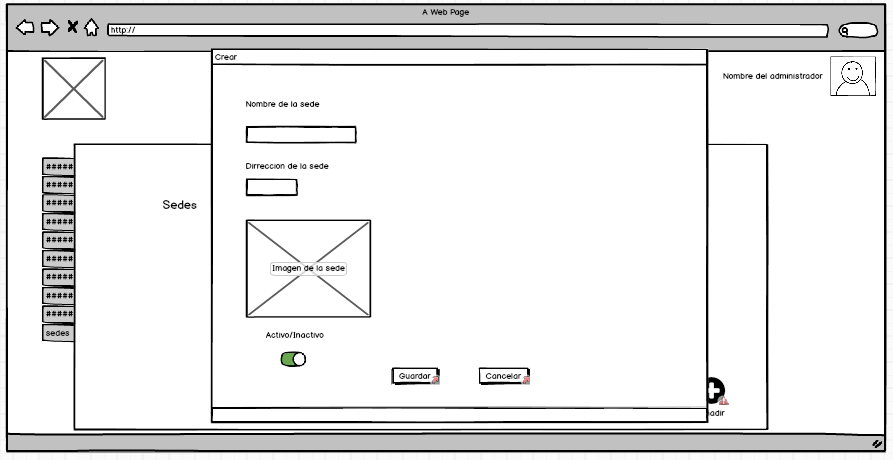 A Web Page
http://
Crear
Nombre del administrador
Nombre de la sede
Dirreccion de la sede
Sedes
#####
#####
#####
#####
#####
#####
#####
#####
#####
sedes
Imagen de la sede
Activo/Inactivo
Guardar
Cancelar